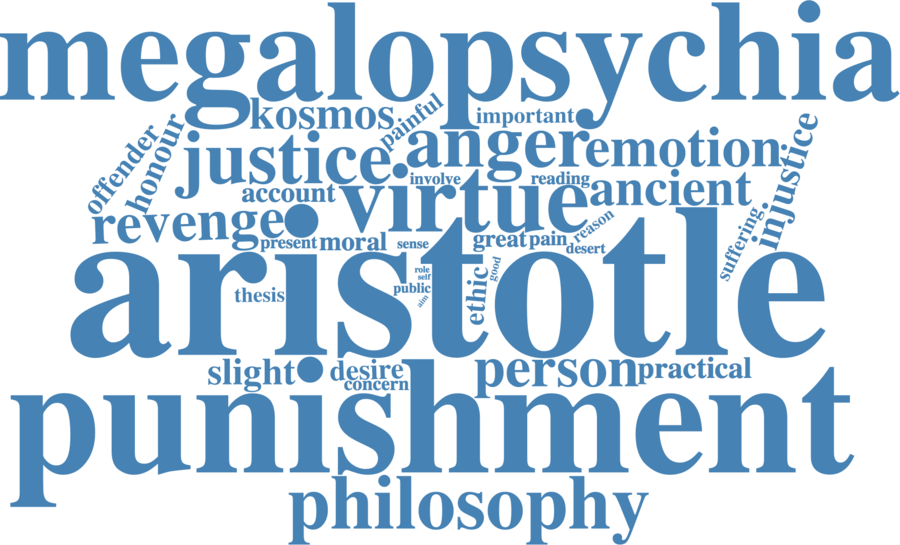 megalopsychia
kosmos
painful
important
offender
honour
justice
anger
emotion
injustice
account
involve
reading
virtue
ancient
revenge
present
moral
sense
great
pain
reason
desert
suffering
aristotle
thesis
role
self
public
aim
ethic
good
slight
desire
concern
person
practical
punishment
philosophy